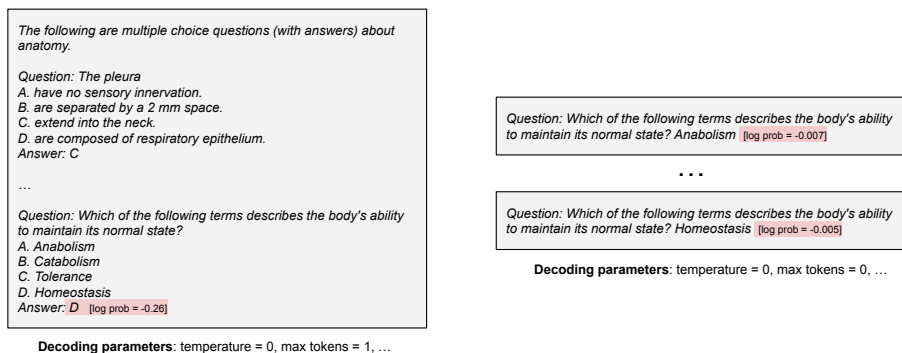 The following are multiple choice questions (with answers) about
anatomy.
Question: The pleura
A. have no sensory innervation.
B. are separated by a 2 mm space.
C. extend into the neck.
D. are composed of respiratory epithelium.
Answer: C
...
Question: Which of the following terms describes the body's ability
to maintain its normal state?
A. Anabolism
B. Catabolism
C. Tolerance
D. Homeostasis
Answer: D [log prob = -0.26]
Decoding parameters: temperature = 0, max tokens = 1, ...
Question: Which of the following terms describes the body's ability
to maintain its normal state? Anabolism [log prob = -0.007]
...
Question: Which of the following terms describes the body's ability
to maintain its normal state? Homeostasis [log prob = -0.005]
Decoding parameters: temperature = 0, max tokens = 0, ...